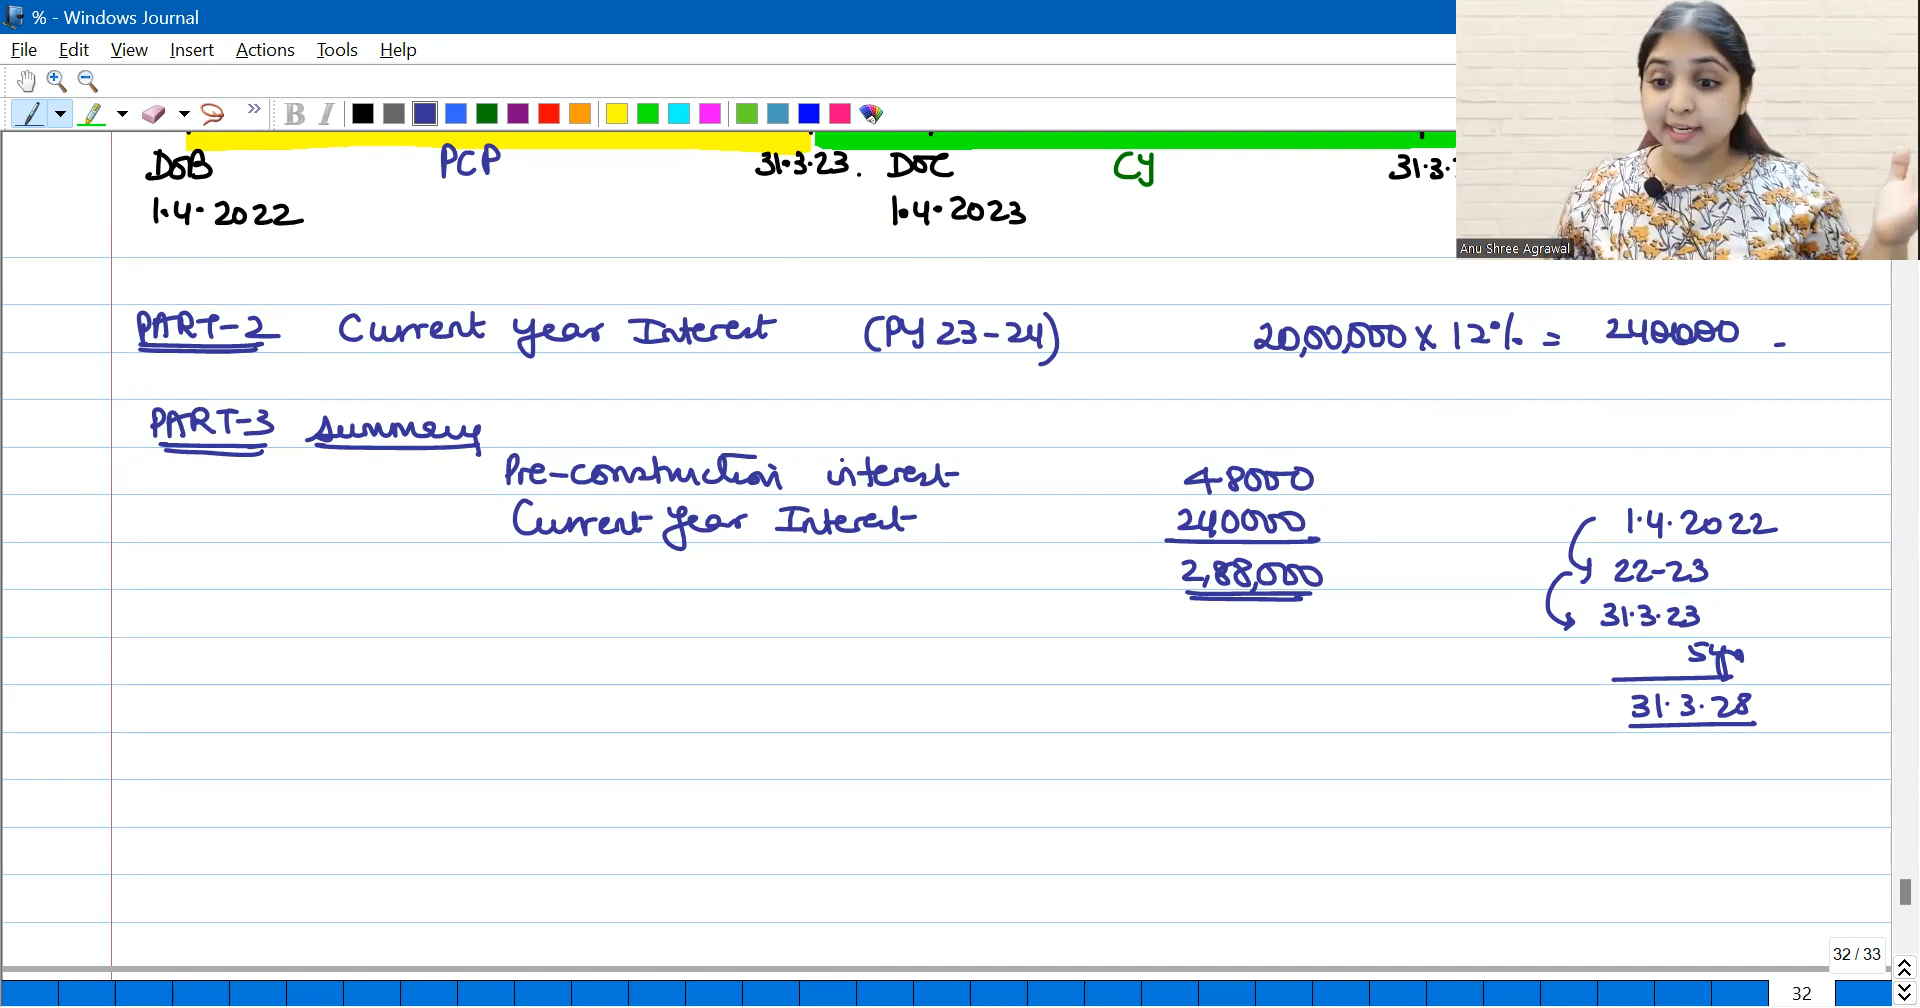 % - Windows Journal
File Edit View Insert Actions Tools Help
B I
DOB PCP 31.3.23. DOC CY 31.3.
1.4.2022 1.4.2023
Anu Shree Agrawal
PART-2 Current year Interest (PY 23-24) 20,00,000 x 12% = 240000
PART-3 Summery
Pre-construction interest 48000
Current year Interest 240000
2,88,000
1.4.2022
22-23
31.3.23
5yr
31.3.28
32 / 33
32